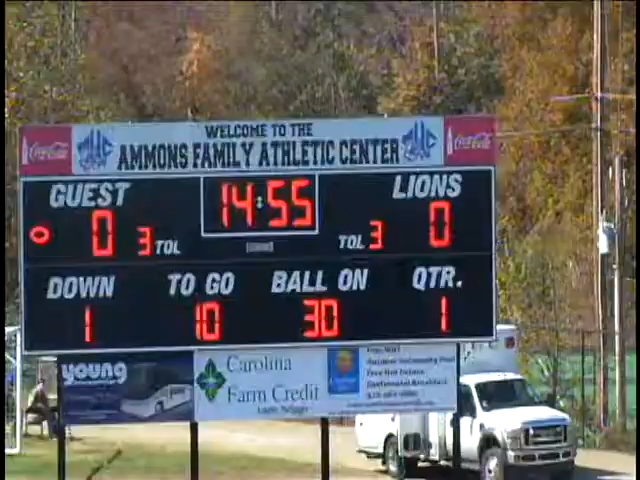 WELCOME TO THE
Coca-Cola AMMONS FAMILY ATHLETIC CENTER Coca-Cola
GUEST 14:55 LIONS
0 3 TOL TOL 3 0
DOWN TO GO BALL ON QTR.
1 10 30 1
young Carolina
Farm Credit